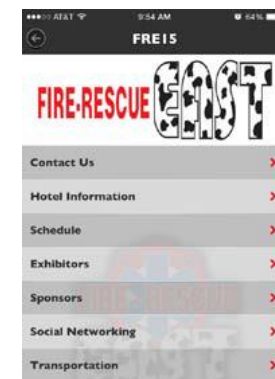 AT&T 9:54 AM 64%
FRE15
FIRE-RESCUE EAST
Contact Us
Hotel Information
Schedule
Exhibitors
Sponsors
Social Networking
Transportation